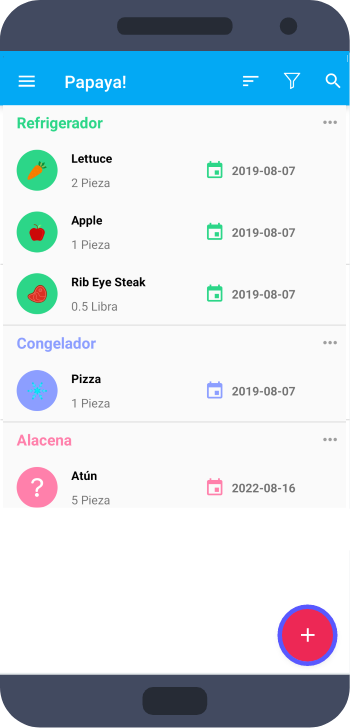 Papaya!
Refrigerador
Lettuce
2 Pieza
2019-08-07
Apple
1 Pieza
2019-08-07
Rib Eye Steak
0.5 Libra
2019-08-07
Congelador
Pizza
1 Pieza
2019-08-07
Alacena
?
Atún
5 Pieza
2022-08-16
+